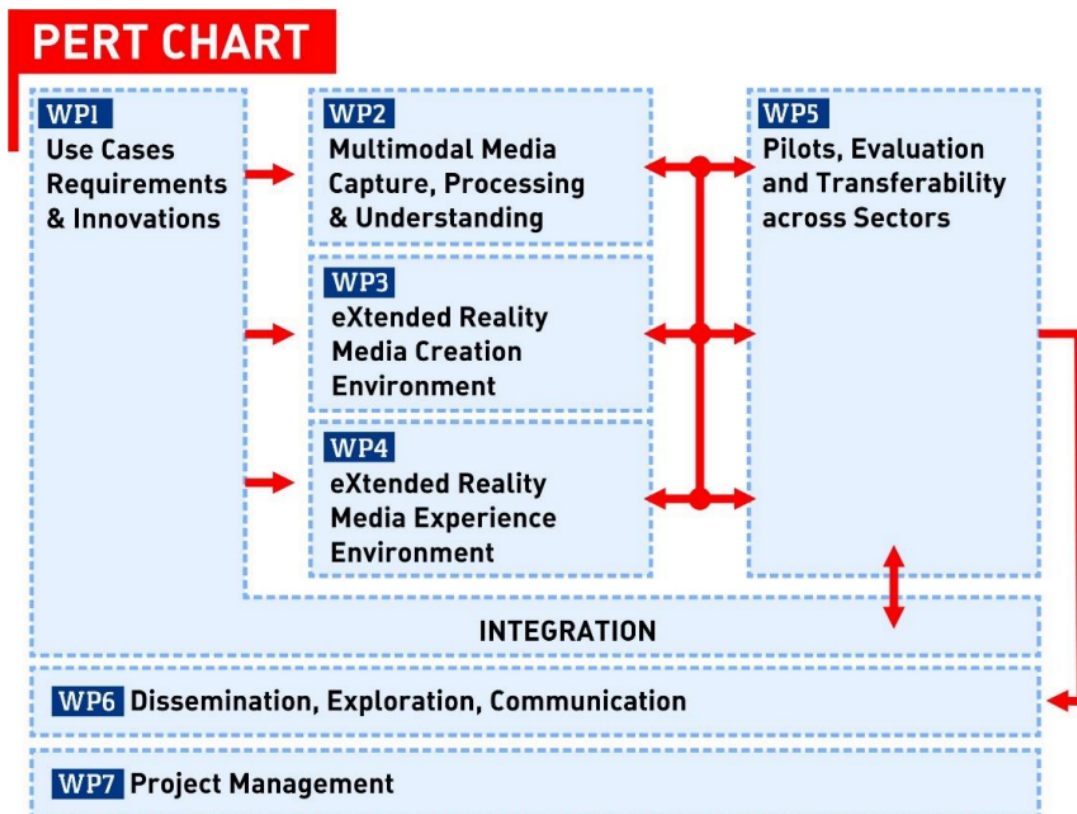 PERT CHART
WP1
Use Cases
Requirements
& Innovations
WP2
Multimodal Media
Capture, Processing
& Understanding
WP3
eXtended Reality
Media Creation
Environment
WP4
eXtended Reality
Media Experience
Environment
WP5
Pilots, Evaluation
and Transferability
across Sectors
INTEGRATION
WP6 Dissemination, Exploration, Communication
WP7 Project Management